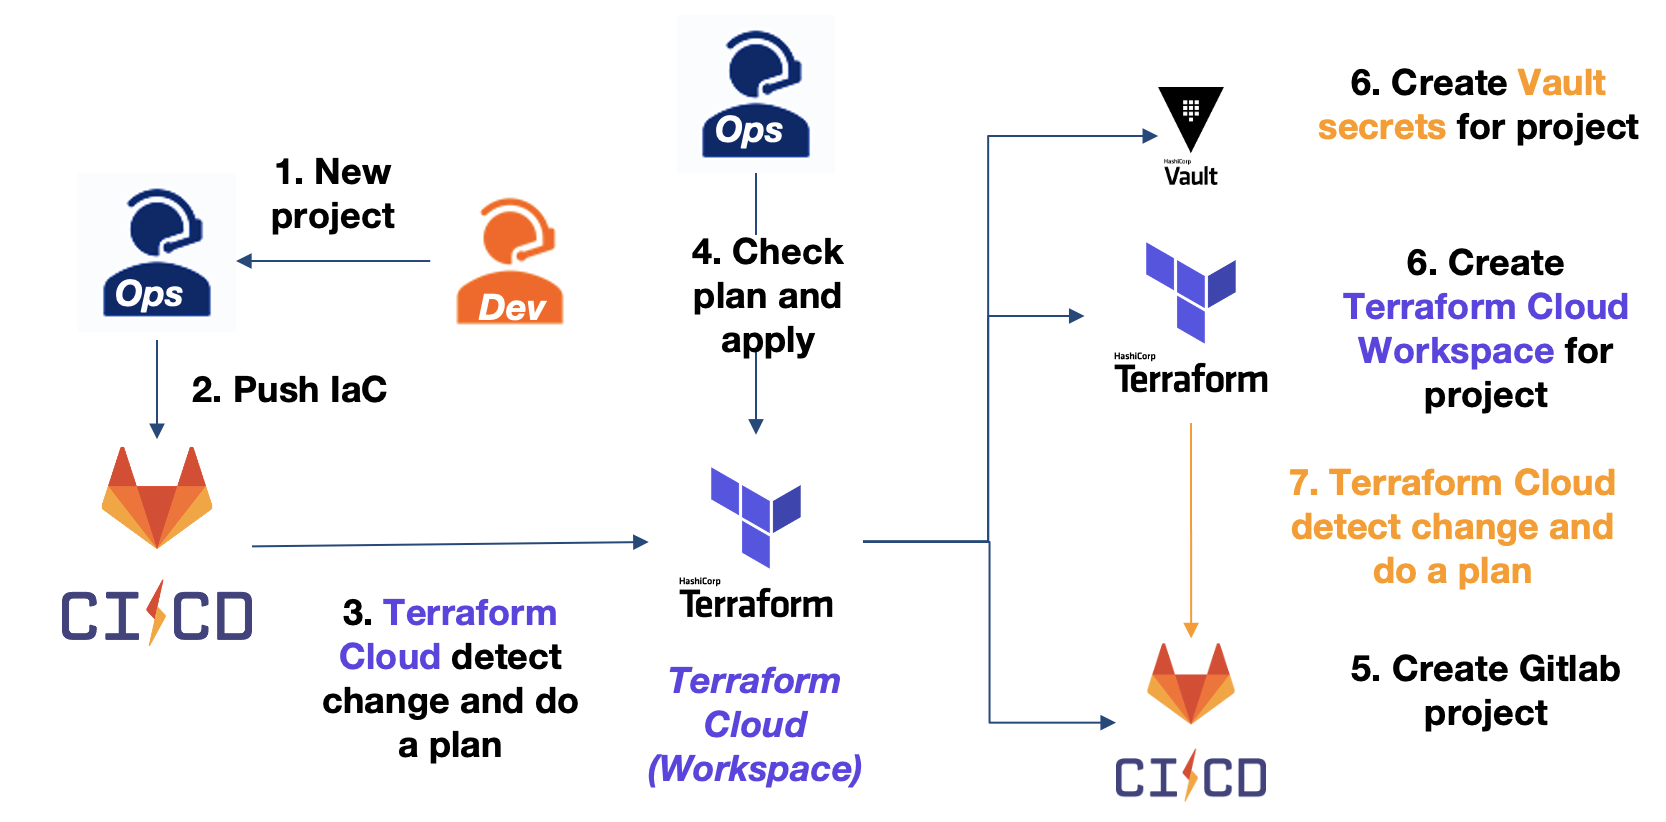 1. New
project
Ops
Dev
2. Push IaC
CI CD
3. Terraform
Cloud detect
change and do
a plan
Ops
4. Check
plan and
apply
HashiCorp
Terraform
Terraform
Cloud
(Workspace)
HashiCorp
Vault
6. Create Vault
secrets for project
HashiCorp
Terraform
6. Create
Terraform Cloud
Workspace for
project
7. Terraform Cloud
detect change and
do a plan
5. Create Gitlab
project
CI CD